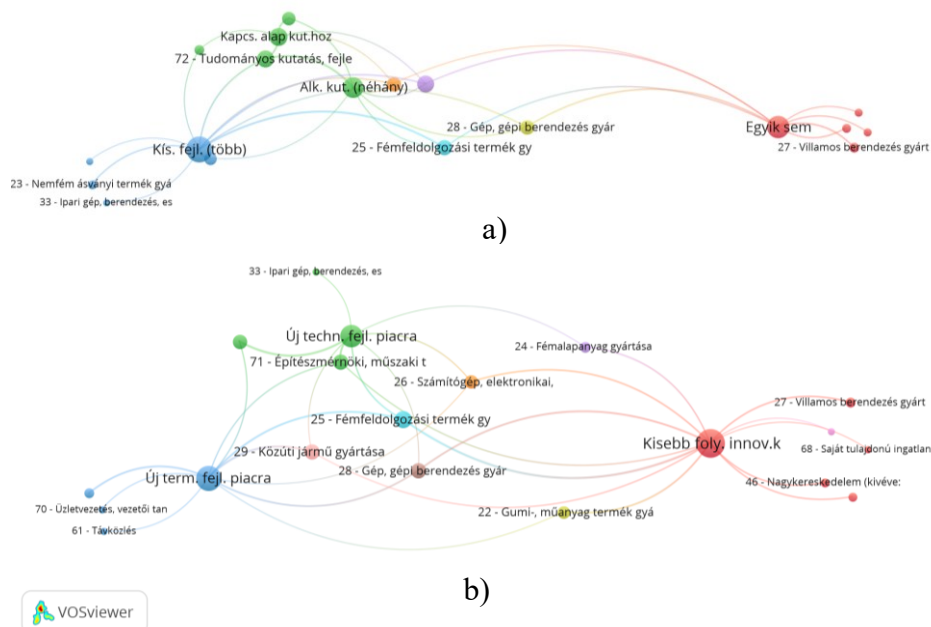 Kapcs. alap kut.hoz
72 - Tudományos kutatás, fejle
Alk. kut. (néhány)
28 - Gép, gépi berendezés gyár
Egyik sem
25 - Fémfeldolgozási termék gy
27 - Villamos berendezés gyárt
Kís. fejl. (több)
23 - Nemfém ásványi termék gyá
33 - Ipari gép, berendezés, es
a)
33 - Ipari gép, berendezés, es
Új techn. fejl. piacra
24 - Fémalapanyag gyártása
71 - Építészmérnöki, műszaki t
26 - Számítógép, elektronikai,
27 - Villamos berendezés gyárt
25 - Fémfeldolgozási termék gy
Kisebb foly. innov.k
29 - Közúti jármű gyártása
68 - Saját tulajdonú ingatlan
28 - Gép, gépi berendezés gyár
Új term. fejl. piacra
46 - Nagykereskedelem (kivéve:
70 - Üzletvezetés, vezetői tan
22 - Gumi-, műanyag termék gyá
61 - Távközlés
b)
VOSviewer